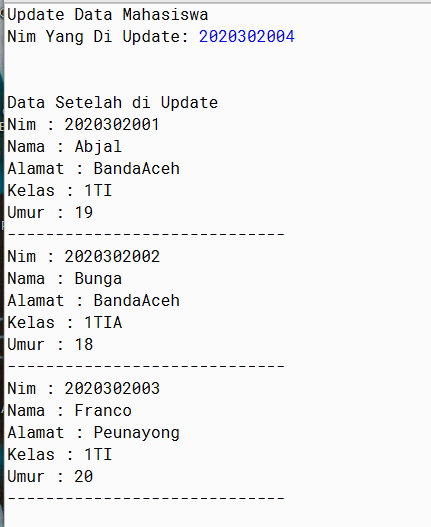 Update Data Mahasiswa
Nim Yang Di Update: 2020302004
Data Setelah di Update
Nim : 2020302001
Nama : Abjal
Alamat : BandaAceh
Kelas : 1TI
Umur : 19
-----------------------------
Nim : 2020302002
Nama : Bunga
Alamat : BandaAceh
Kelas : 1TIA
Umur : 18
-----------------------------
Nim : 2020302003
Nama : Franco
Alamat : Peunayong
Kelas : 1TI
Umur : 20
-----------------------------